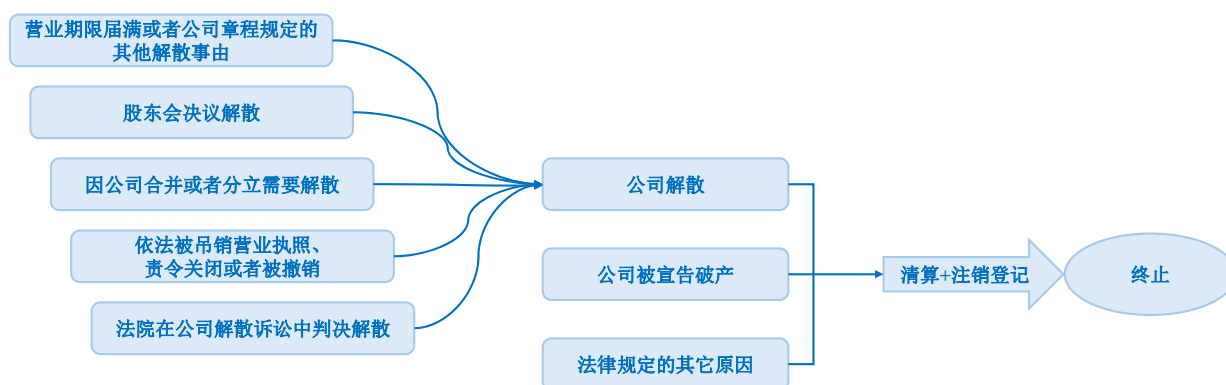 营业期限届满或者公司章程规定的
其他解散事由
股东会决议解散
因公司合并或者分立需要解散
依法被吊销营业执照、
责令关闭或者被撤销
法院在公司解散诉讼中判决解散
公司解散
公司被宣告破产
法律规定的其它原因
清算+注销登记
终止